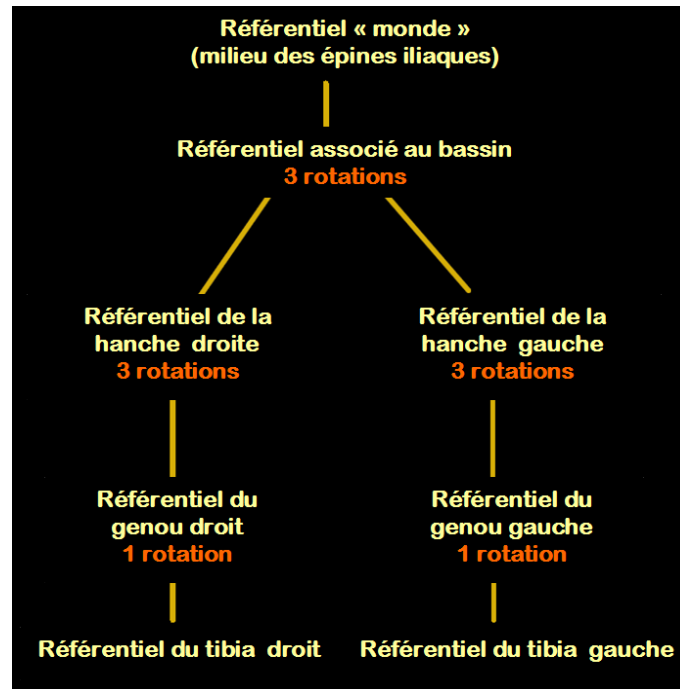 Référentiel « monde »
(milieu des épines iliaques)
Référentiel associé au bassin
3 rotations
Référentiel de la
hanche droite
3 rotations
Référentiel de la
hanche gauche
3 rotations
Référentiel du
genou droit
1 rotation
Référentiel du
genou gauche
1 rotation
Référentiel du tibia droit
Référentiel du tibia gauche